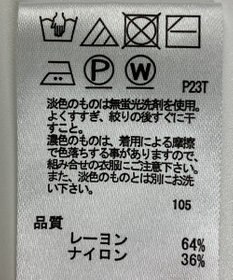 P
W
P23T
淡色のものは無蛍光洗剤を使用。
よくすすぎ、絞りの後すぐに干
すこと。
濃色のものは、着用による摩擦
で色落ちする事がありますので、
組み合せの衣服にご注意下さい。
また、淡色のものとは別にお洗
い下さい。
105
品質
レーヨン 64%
ナイロン 36%